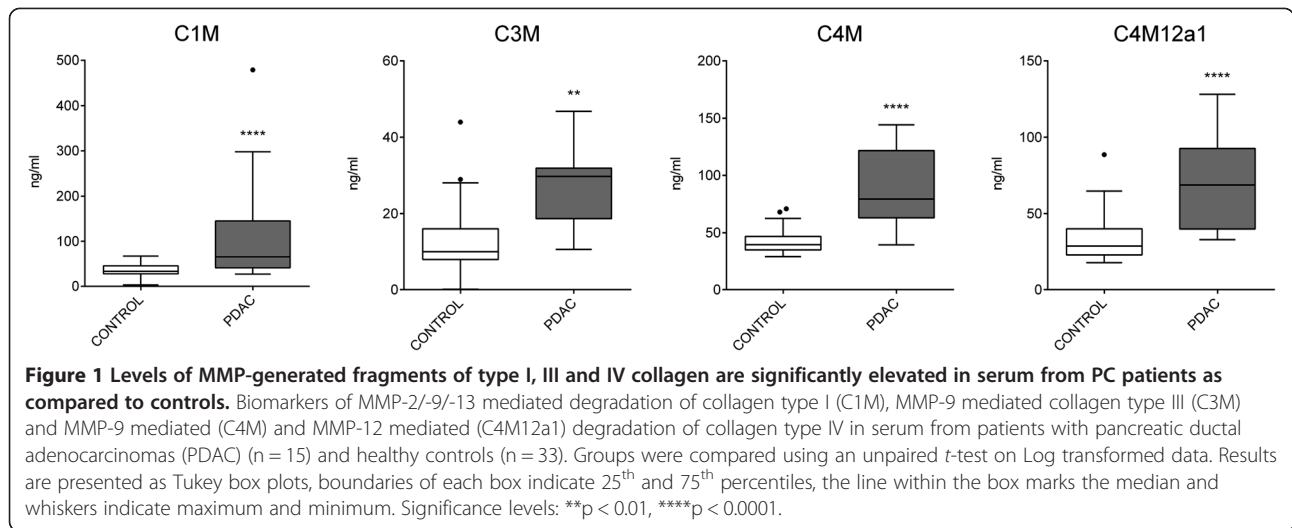 C1M
C3M
C4M
C4M12a1
500
400
300
200
100
0
ng/ml
****
CONTROL
PDAC
60
40
20
0
ng/ml
**
CONTROL
PDAC
200
150
100
50
0
ng/ml
****
CONTROL
PDAC
150
100
50
0
ng/ml
****
CONTROL
PDAC
Figure 1 Levels of MMP-generated fragments of type I, III and IV collagen are significantly elevated in serum from PC patients as
compared to controls. Biomarkers of MMP-2/-9/-13 mediated degradation of collagen type I (C1M), MMP-9 mediated collagen type III (C3M)
and MMP-9 mediated (C4M) and MMP-12 mediated (C4M12a1) degradation of collagen type IV in serum from patients with pancreatic ductal
adenocarcinomas (PDAC) (n = 15) and healthy controls (n = 33). Groups were compared using an unpaired t-test on Log transformed data. Results
are presented as Tukey box plots, boundaries of each box indicate 25th and 75th percentiles, the line within the box marks the median and
whiskers indicate maximum and minimum. Significance levels: **p < 0.01, ****p < 0.0001.